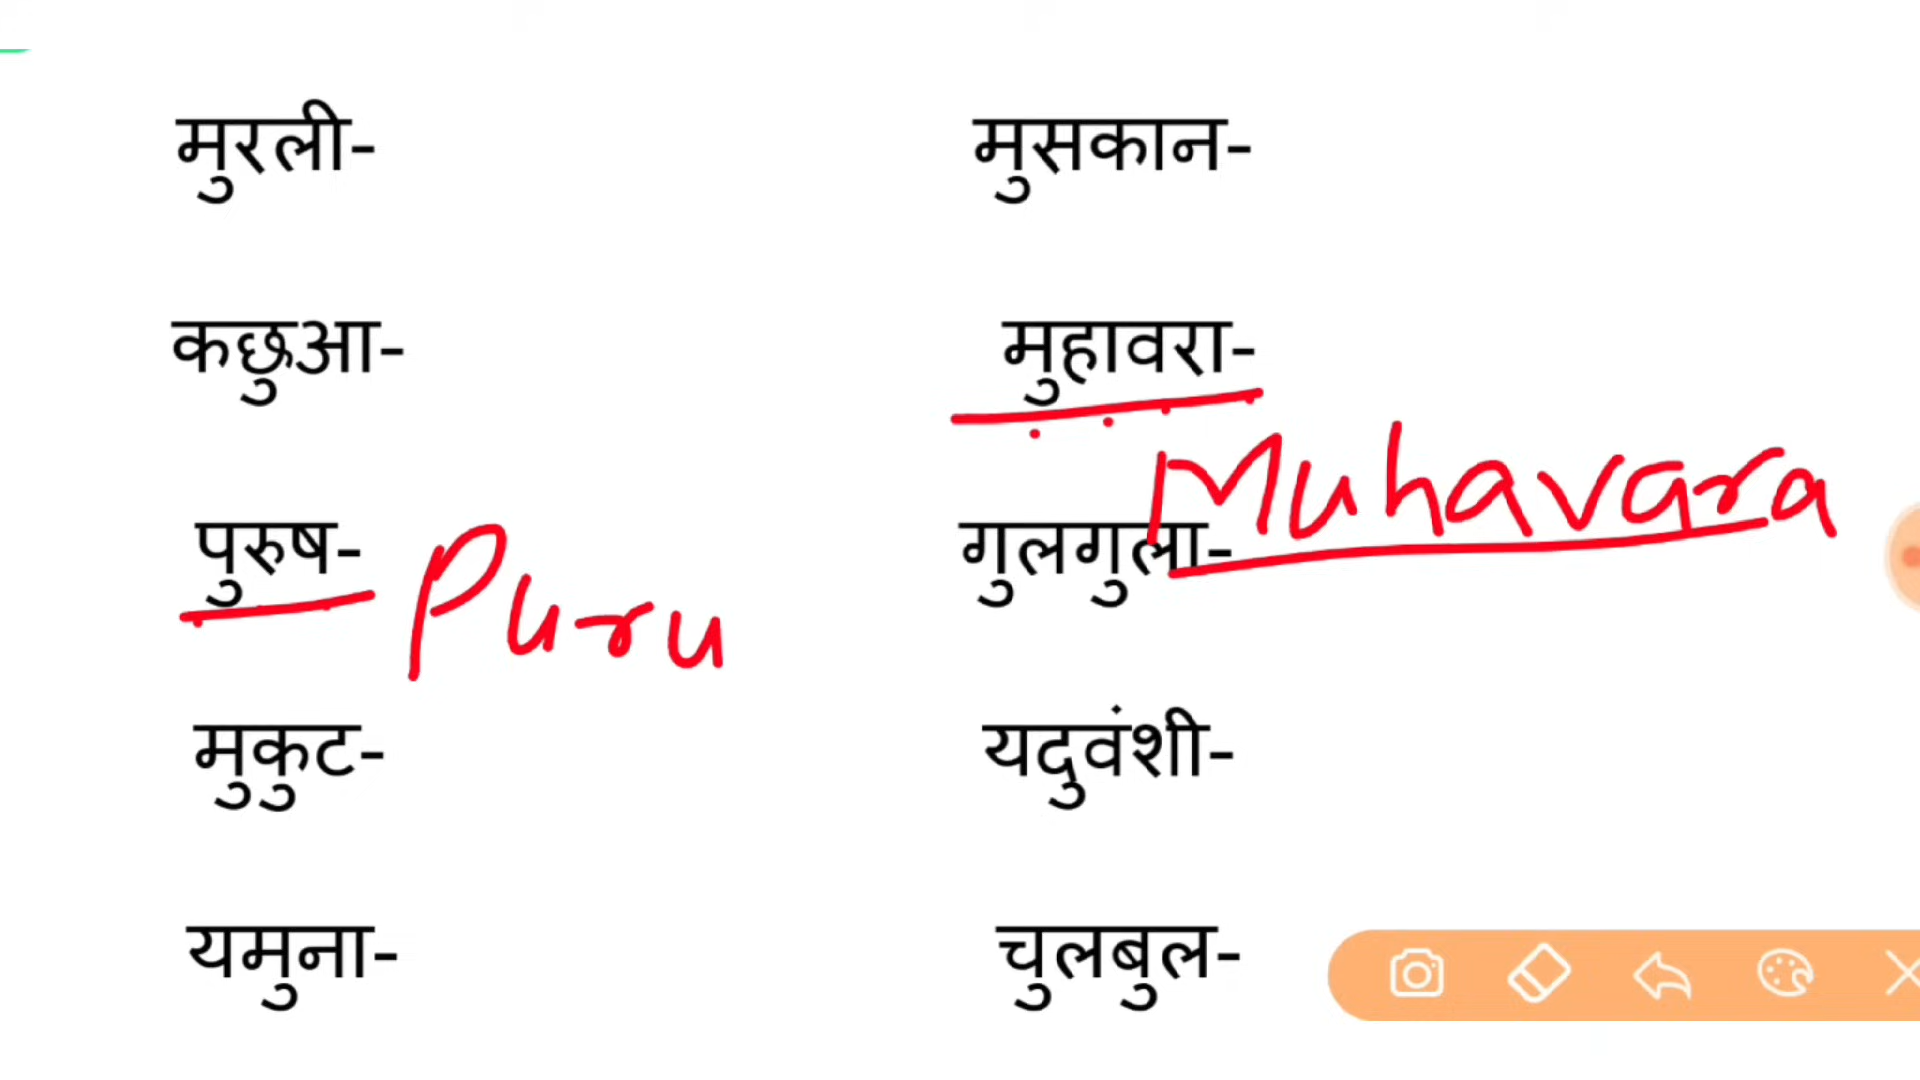 मुरली- मुसकान-
कछुआ- मुहावरा-
Muhavara
पुरुष- Puru गुलगुला-
मुकुट- यदुवंशी-
यमुना- चुलबुल-